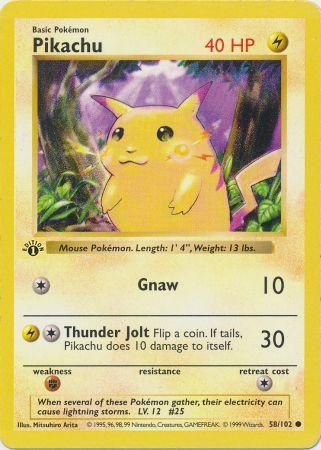 Basic Pokémon
Pikachu 40 HP
Mouse Pokémon. Length: 1' 4", Weight: 13 lbs.
EDITION
1
Gnaw 10
Thunder Jolt Flip a coin. If tails,
Pikachu does 10 damage to itself. 30
weakness resistance retreat cost
When several of these Pokémon gather, their electricity can
cause lightning storms. LV. 12 #25
Illus. Mitsuhiro Arita ©1995, 96, 98, 99 Nintendo, Creatures, GAMEFREAK. ©1999 Wizards. 58/102